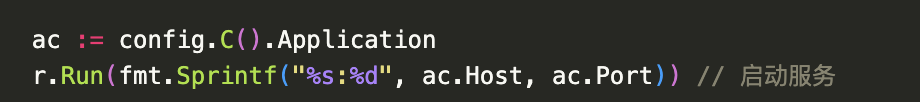 ac := config.C().Application
r.Run(fmt.Sprintf("%s:%d", ac.Host, ac.Port)) // 启动服务